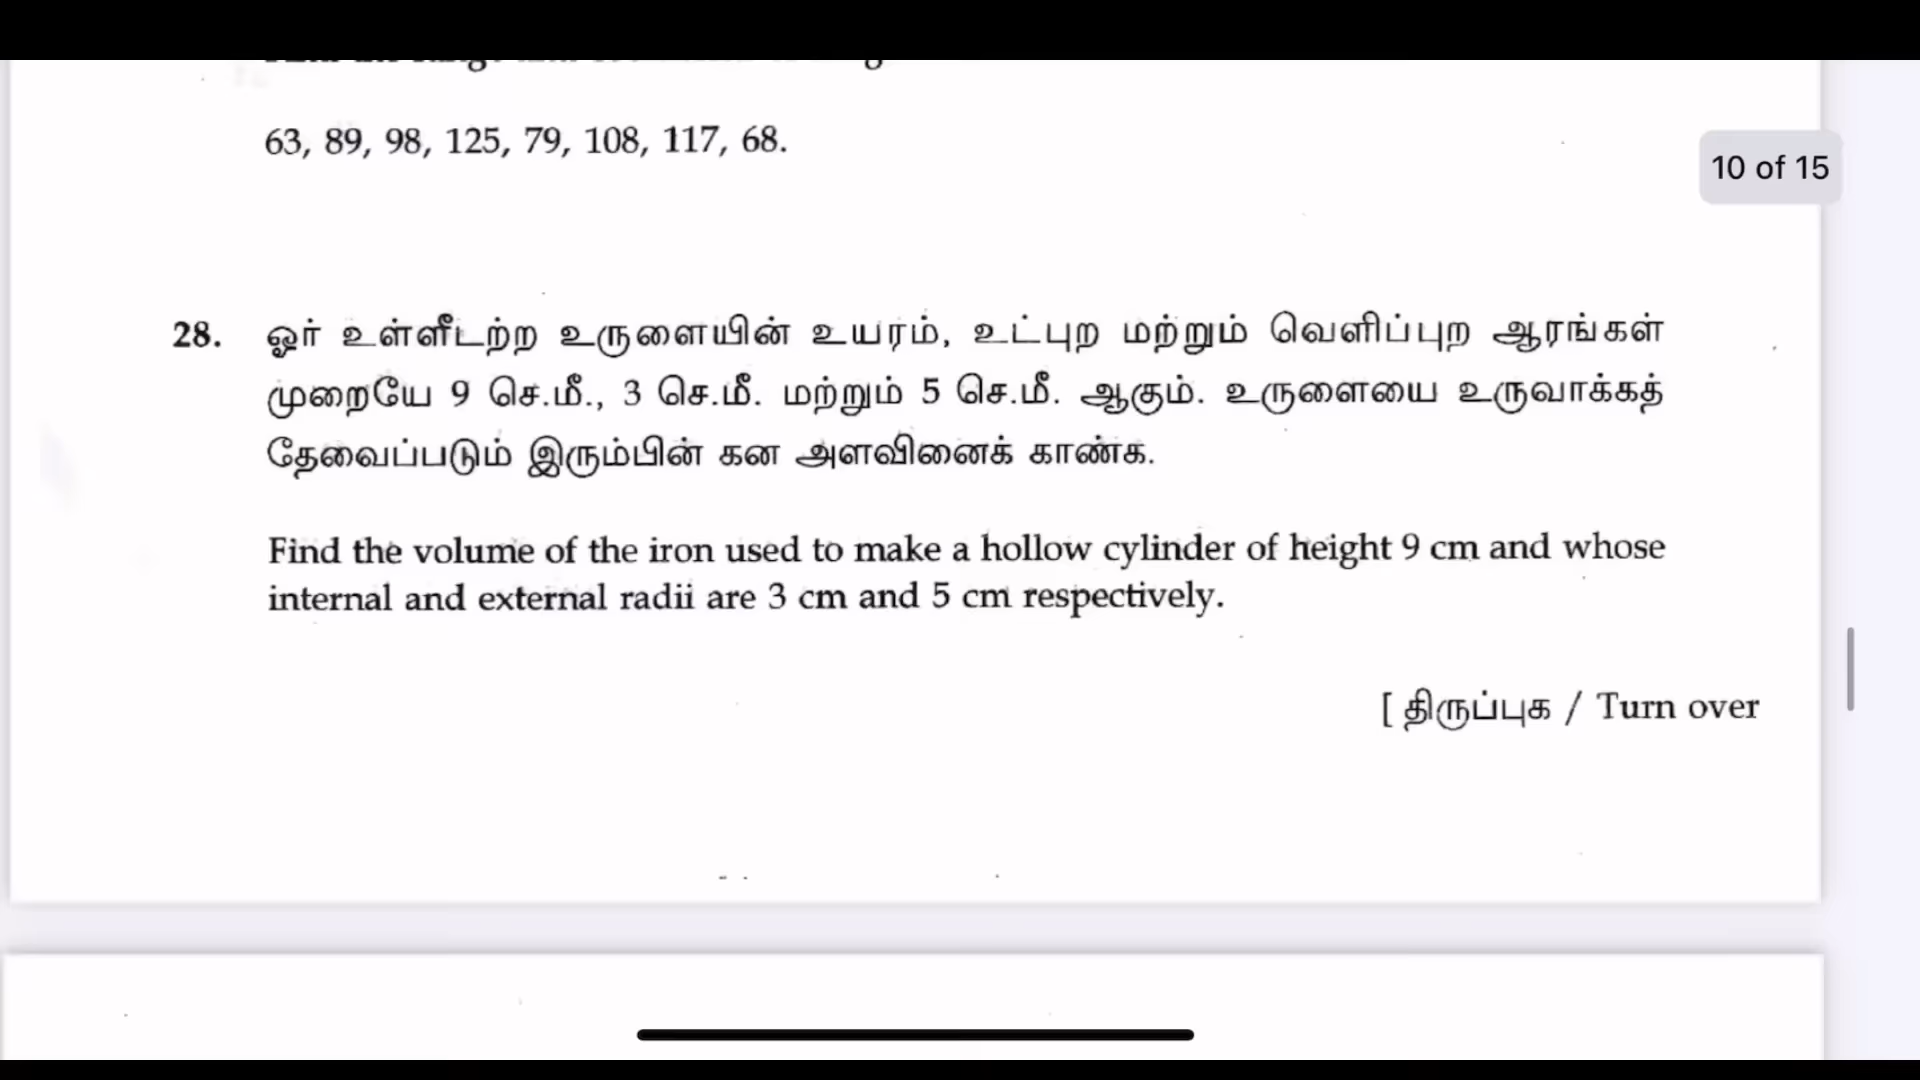 63, 89, 98, 125, 79, 108, 117, 68.
10 of 15
28. ஓர் உள்ளீடற்ற உருளையின் உயரம், உட்புற மற்றும் வெளிப்புற ஆரங்கள்
முறையே 9 செ.மீ., 3 செ.மீ. மற்றும் 5 செ.மீ. ஆகும். உருளையை உருவாக்கத்
தேவைப்படும் இரும்பின் கன அளவினைக் காண்க.
Find the volume of the iron used to make a hollow cylinder of height 9 cm and whose
internal and external radii are 3 cm and 5 cm respectively.
[ திருப்புக / Turn over